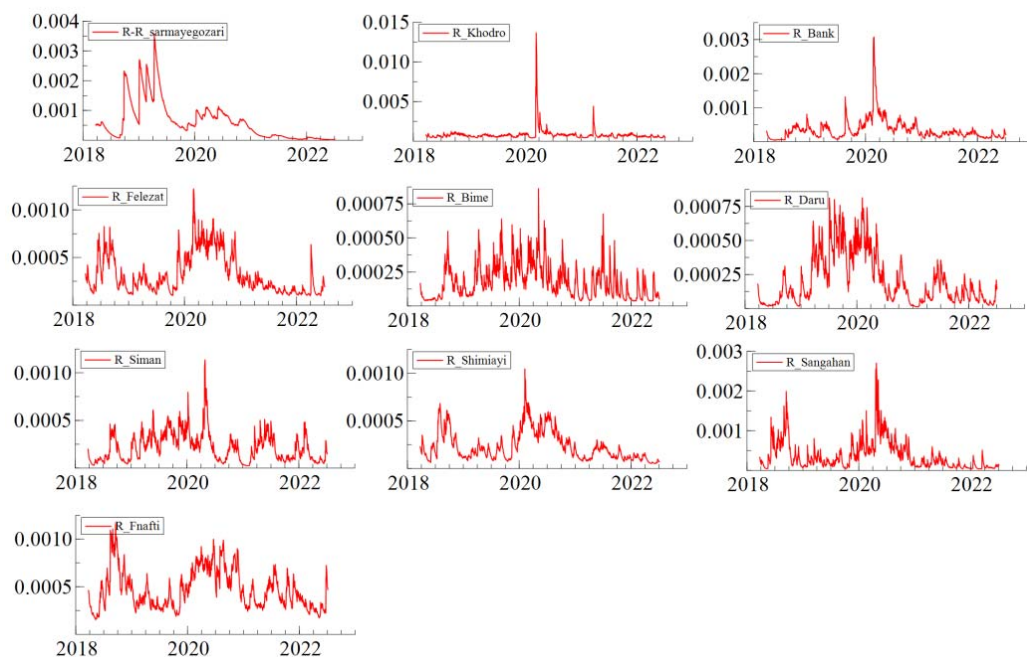 0.004
R-R_sarmayegozari
0.003
0.002
0.001
2018 2020 2022
0.015
R_Khodro
0.010
0.005
2018 2020 2022
0.003
R_Bank
0.002
0.001
2018 2020 2022
R_Felezat
0.0010
0.0005
2018 2020 2022
R_Bime
0.00075
0.00050
0.00025
2018 2020 2022
R_Daru
0.00075
0.00050
0.00025
2018 2020 2022
R_Siman
0.0010
0.0005
2018 2020 2022
R_Shimiayi
0.0010
0.0005
2018 2020 2022
0.003
R_Sangahan
0.002
0.001
2018 2020 2022
R_Fnafti
0.0010
0.0005
2018 2020 2022